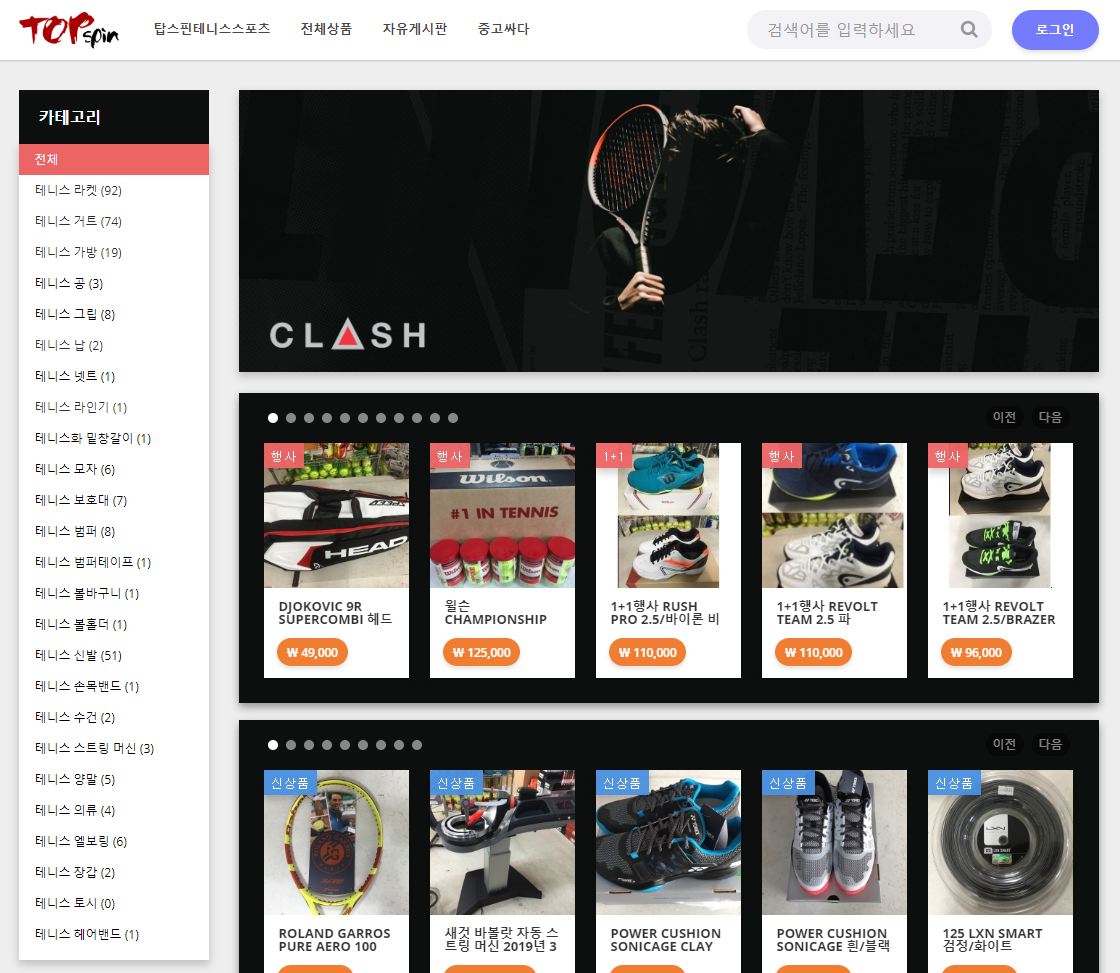 TOPspin
탑스핀테니스스포츠
전체상품
자유게시판
중고싸다
검색어를 입력하세요
로그인
카테고리
전체
테니스 라켓 (92)
테니스 거트 (74)
테니스 가방 (19)
테니스 공 (3)
테니스 그립 (8)
테니스 납 (2)
테니스 넷트 (1)
테니스 라인기 (1)
테니스화 밑창갈이 (1)
테니스 모자 (6)
테니스 보호대 (7)
테니스 범퍼 (8)
테니스 범퍼테이프 (1)
테니스 볼바구니 (1)
테니스 볼홀더 (1)
테니스 신발 (51)
테니스 손목밴드 (1)
테니스 수건 (2)
테니스 스트링 머신 (3)
테니스 양말 (5)
테니스 의류 (4)
테니스 엘보링 (6)
테니스 장갑 (2)
테니스 토시 (0)
테니스 헤어밴드 (1)
CLASH
이전
다음
행사
HEAD
DJOKOVIC 9R
SUPERCOMBI 헤드
₩ 49,000
행사
Wilson
#1 IN TENNIS
윌슨
CHAMPIONSHIP
₩ 125,000
1+1
1+1행사 RUSH
PRO 2.5/바이론 비
₩ 110,000
행사
1+1행사 REVOLT
TEAM 2.5 파
₩ 110,000
행사
1+1행사 REVOLT
TEAM 2.5/BRAZER
₩ 96,000
이전
다음
신상품
ROLAND GARROS
PURE AERO 100
신상품
새것 바볼랏 자동 스
트링 머신 2019년 3
신상품
POWER CUSHION
SONICAGE CLAY
신상품
POWER CUSHION
SONICAGE 흰/블랙
신상품
125 LXN SMART
검정/화이트